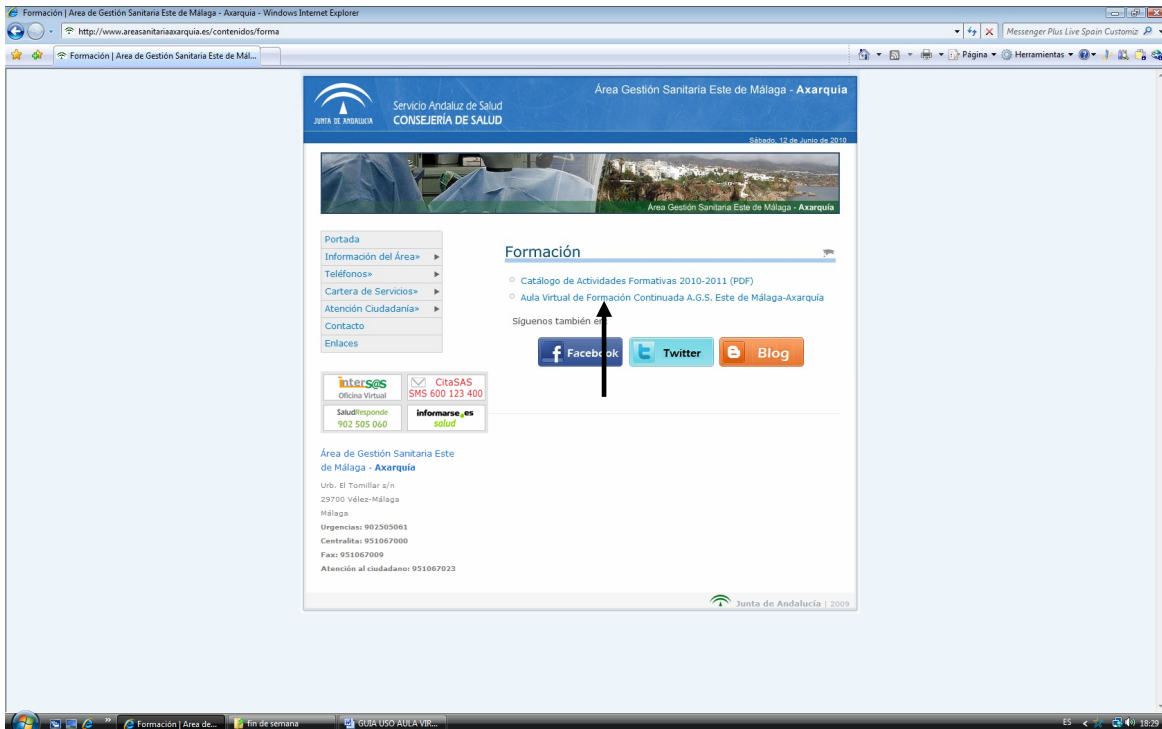 Formación | Area de Gestión Sanitaria Este de Málaga - Axarquia - Windows Internet Explorer
http://www.areasanitariaaxarquia.es/contenidos/forma
Messenger Plus Live Spain Customiz
Formación | Area de Gestión Sanitaria Este de Mál...
Página
Herramientas
Área Gestión Sanitaria Este de Málaga - Axarquia
Servicio Andaluz de Salud
JUNTA DE ANDALUCIA CONSEJERÍA DE SALUD
Sábado, 12 de Junio de 2010
Área Gestión Sanitaria Este de Málaga - Axarquía
Portada
Información del Área»
Teléfonos»
Cartera de Servicios»
Atención Ciudadanía»
Contacto
Enlaces
Formación
Catálogo de Actividades Formativas 2010-2011 (PDF)
Aula Virtual de Formación Continuada A.G.S. Este de Málaga-Axarquía
Síguenos también en
Facebook
Twitter
Blog
inters@s
Oficina Virtual
CitaSAS
SMS 600 123 400
SaludResponde
902 505 060
informarse.es
salud
Área de Gestión Sanitaria Este
de Málaga - Axarquía
Urb. El Tomillar s/n
29700 Vélez-Málaga
Málaga
Urgencias: 902505061
Centralita: 951067000
Fax: 951067009
Atención al ciudadano: 951067023
Junta de Andalucía | 2009
Formación | Area de...
fin de semana
GUIA USO AULA VIR...
ES
18:29